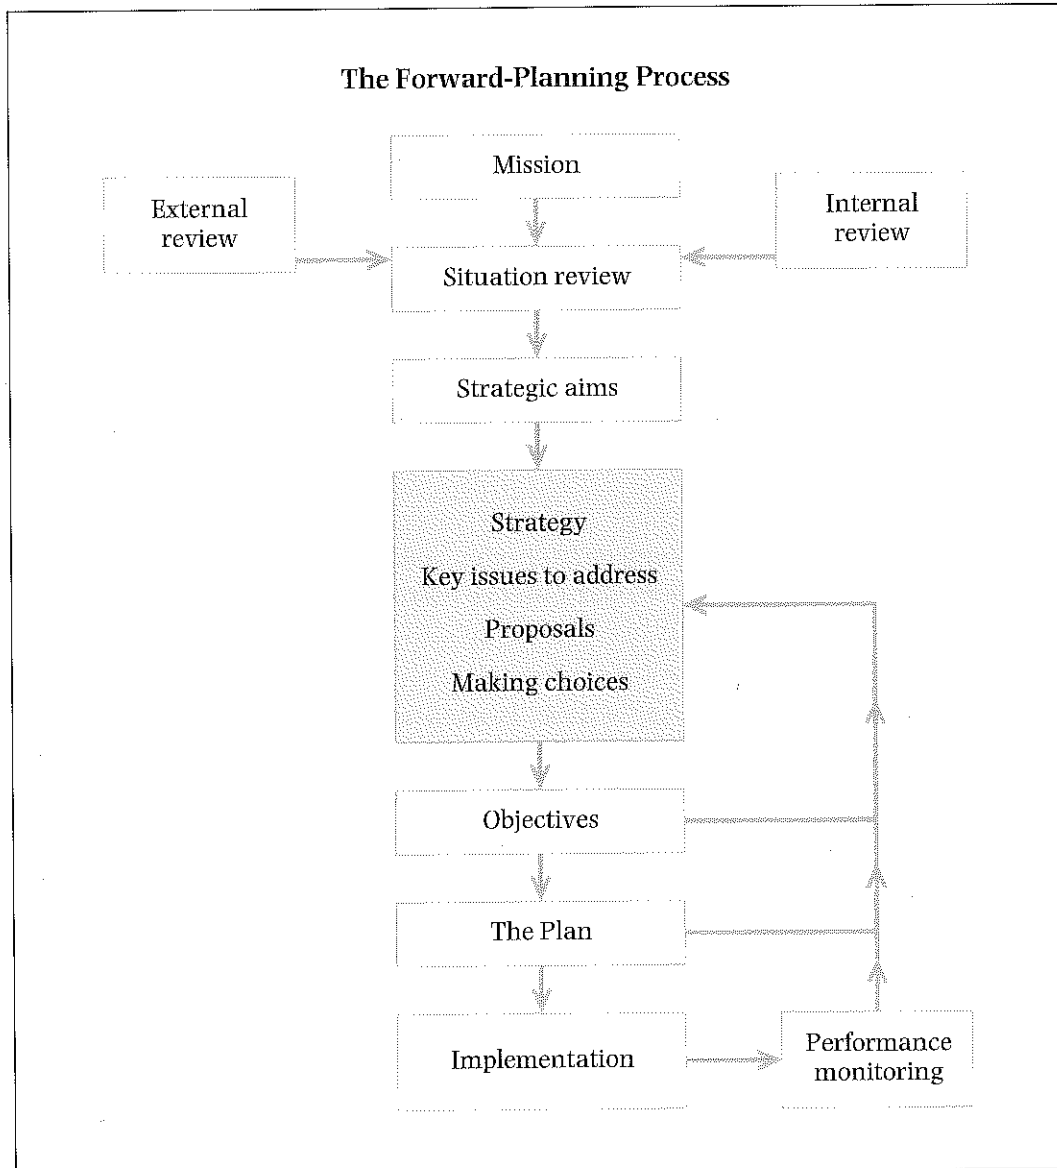 The Forward-Planning Process
Mission
External
review
Internal
review
Situation review
Strategic aims
Strategy
Key issues to address
Proposals
Making choices
Objectives
The Plan
Implementation
Performance
monitoring